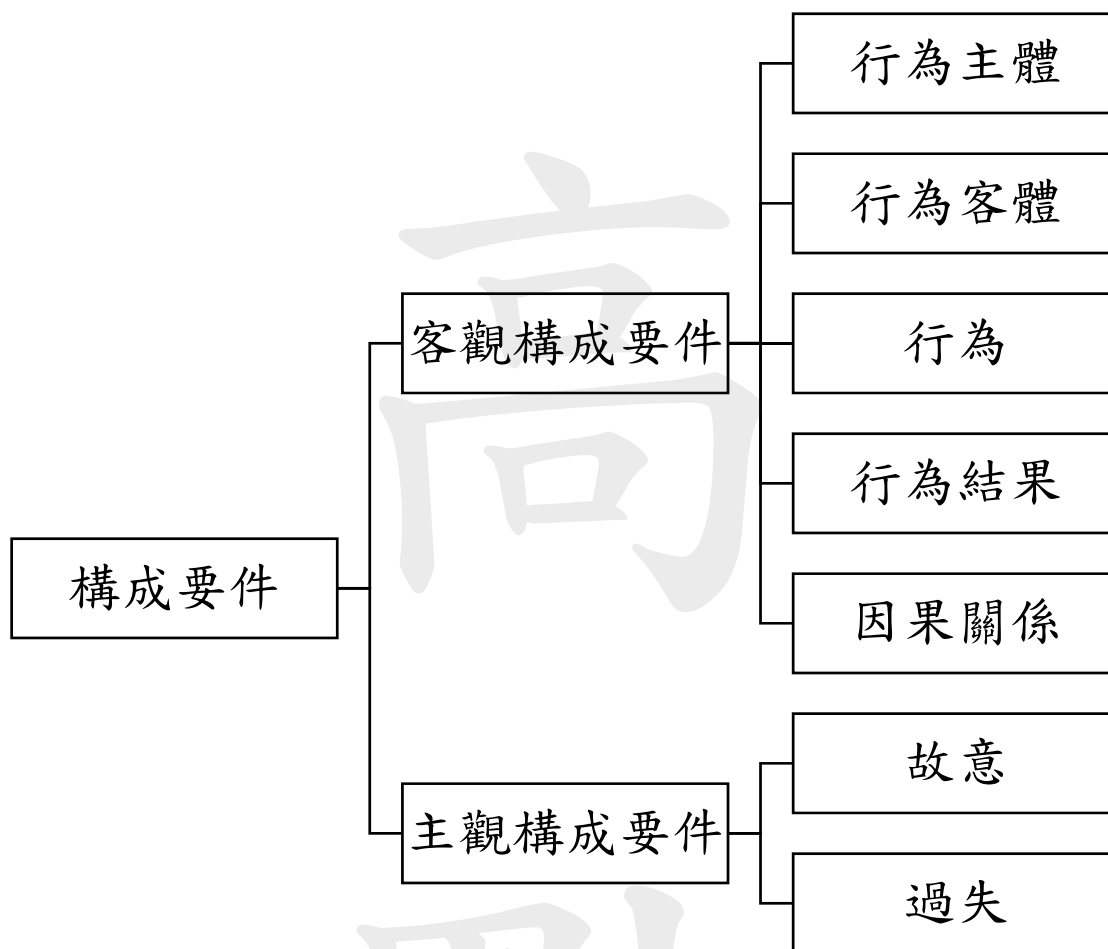 構成要件
客觀構成要件
行為主體
行為客體
行為
行為結果
因果關係
主觀構成要件
故意
過失
高